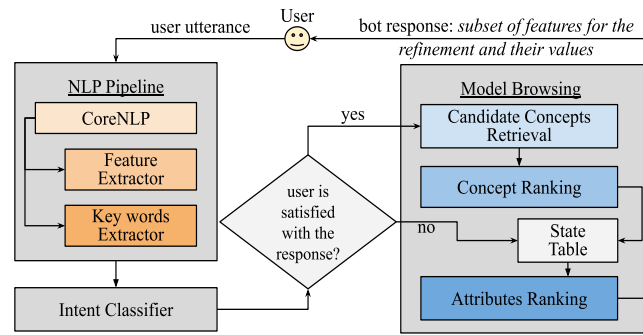 User
user utterance
bot response: subset of features for the
refinement and their values
NLP Pipeline
CoreNLP
Feature
Extractor
Key words
Extractor
Intent Classifier
user is
satisfied
with the
response?
yes
no
Model Browsing
Candidate Concepts
Retrieval
Concept Ranking
State
Table
Attributes Ranking